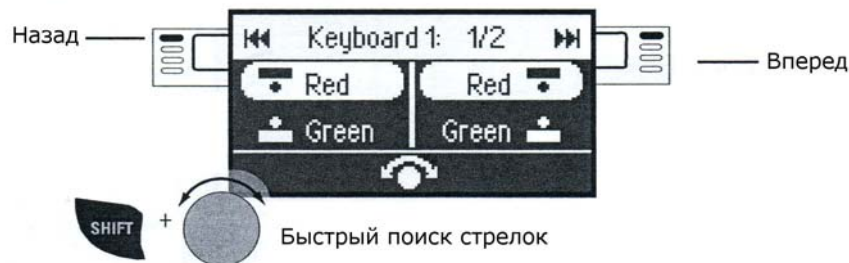 Назад
Keyboard 1: 1/2
Вперед
Red Red
Green Green
SHIFT +
Быстрый поиск стрелок